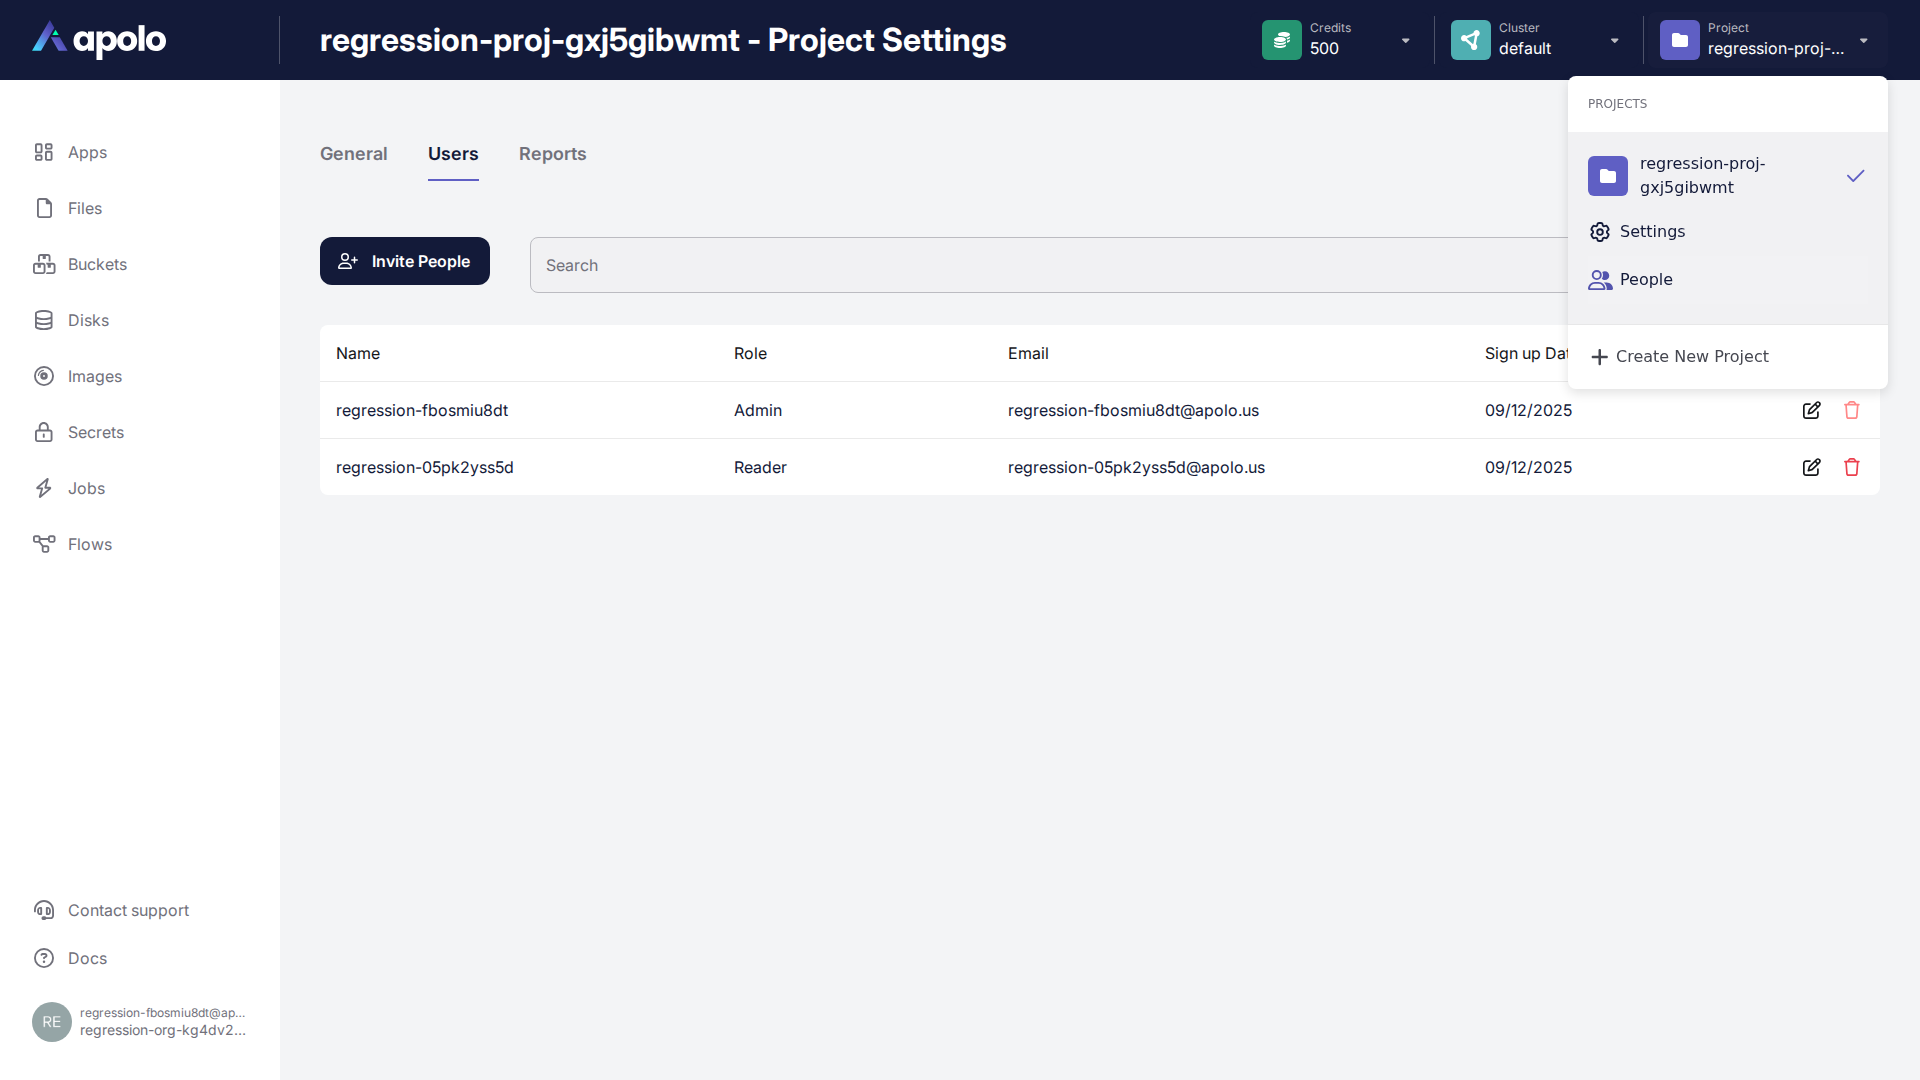 apolo
regression-proj-gxj5gibwmt - Project Settings
Credits
500
Cluster
default
Project
regression-proj-...
PROJECTS
regression-proj-
gxj5gibwmt
Settings
People
Create New Project
Apps
Files
Buckets
Disks
Images
Secrets
Jobs
Flows
General Users Reports
Invite People
Search
Name Role Email Sign up Dat
regression-fbosmiu8dt Admin regression-fbosmiu8dt@apolo.us 09/12/2025
regression-05pk2yss5d Reader regression-05pk2yss5d@apolo.us 09/12/2025
Contact support
Docs
RE
regression-fbosmiu8dt@ap...
regression-org-kg4dv2...